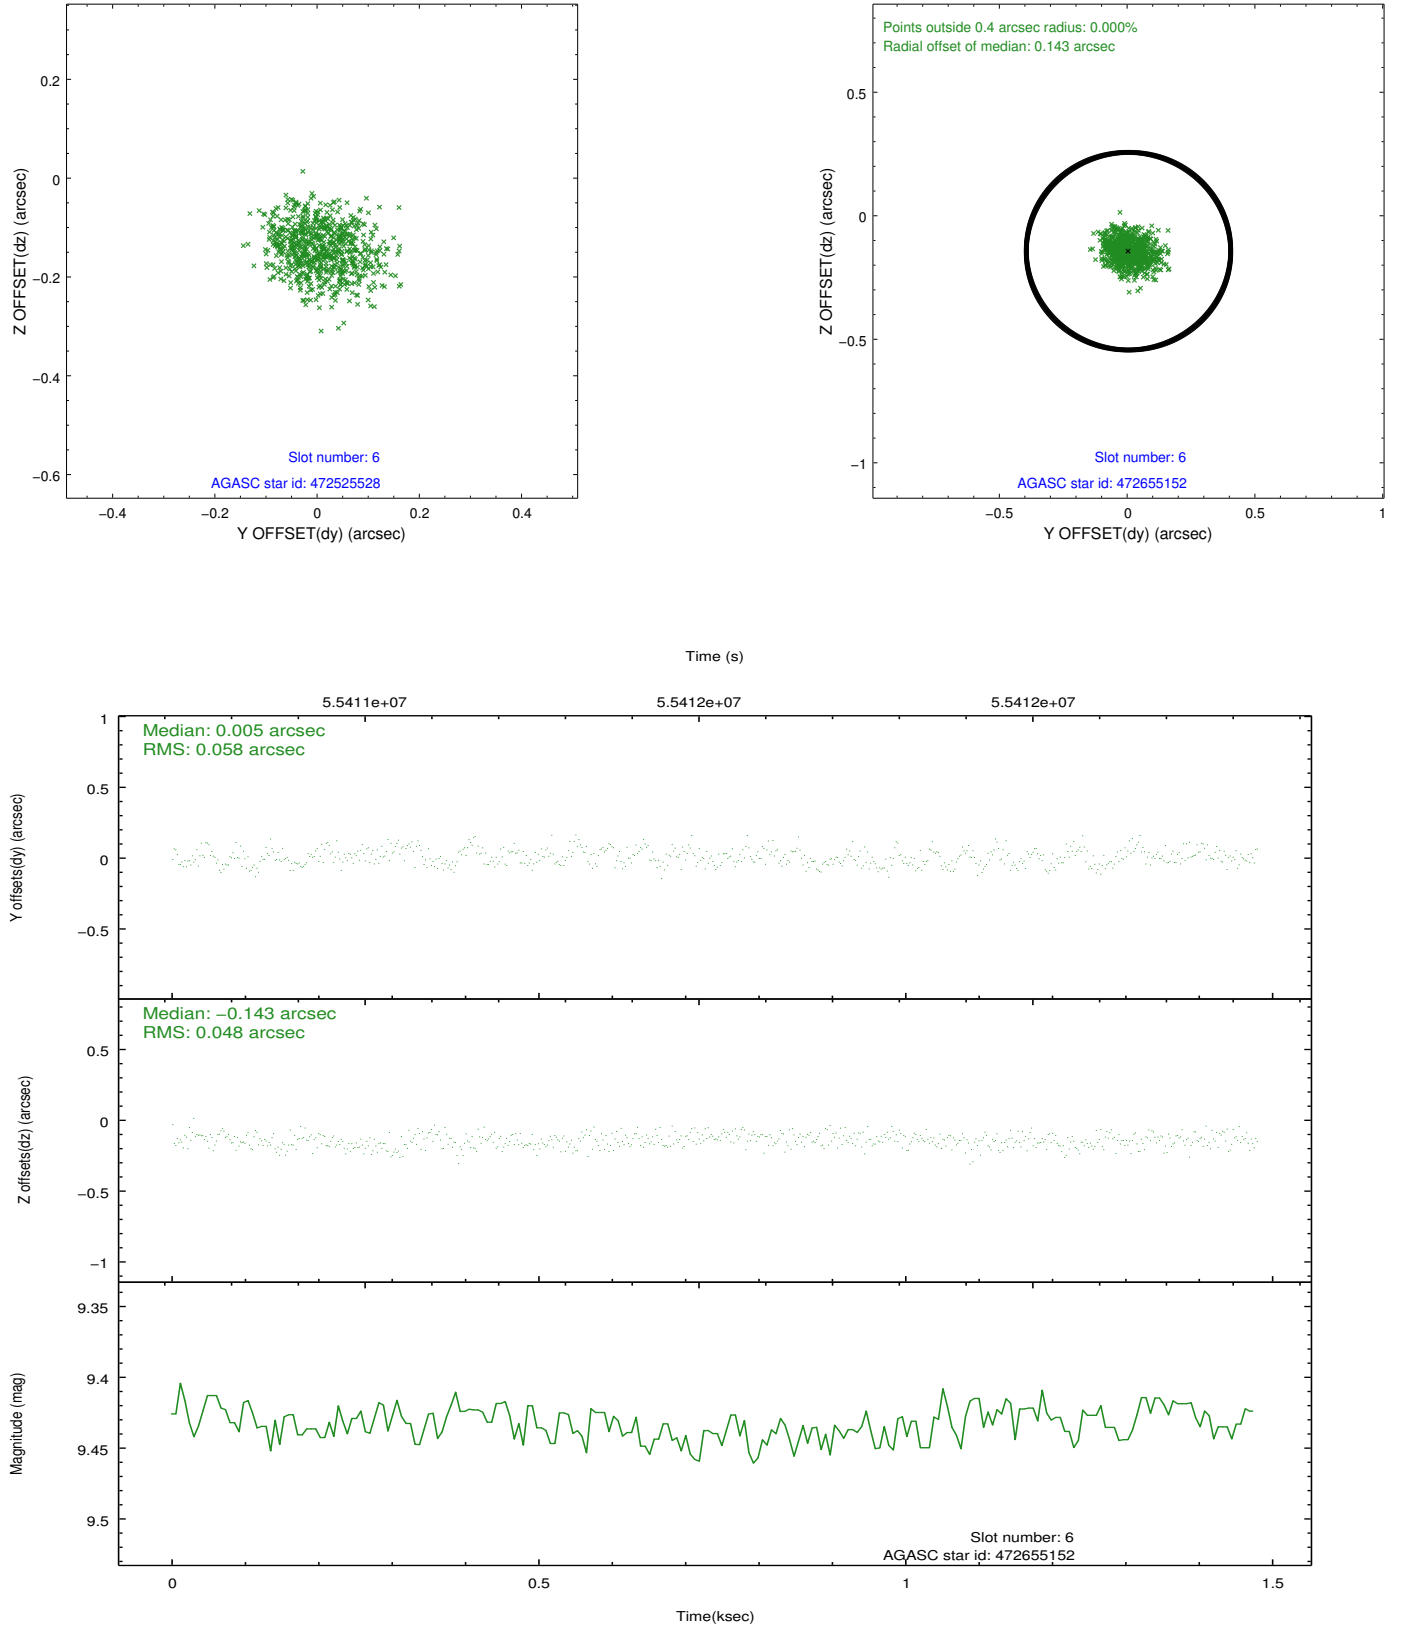 0.2
0
−0.2
−0.4
−0.6
Z OFFSET(dz) (arcsec)
Slot number: 6
AGASC star id: 472525528
−0.4 −0.2 0 0.2 0.4
Y OFFSET(dy) (arcsec)
Points outside 0.4 arcsec radius: 0.000%
Radial offset of median: 0.143 arcsec
0.5
0
−0.5
−1
Z OFFSET(dz) (arcsec)
Slot number: 6
AGASC star id: 472655152
−0.5 0 0.5 1
Y OFFSET(dy) (arcsec)
Time (s)
5.5411e+07 5.5412e+07 5.5412e+07
Median: 0.005 arcsec
RMS: 0.058 arcsec
1
0.5
0
−0.5
Y offsets(dy) (arcsec)
Median: −0.143 arcsec
RMS: 0.048 arcsec
0.5
0
−0.5
−1
Z offsets(dz) (arcsec)
9.35
9.4
9.45
9.5
Magnitude (mag)
Slot number: 6
AGASC star id: 472655152
0 0.5 1 1.5
Time(ksec)